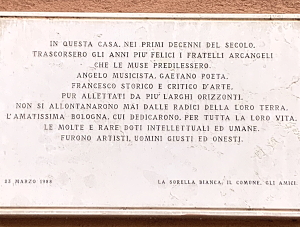 IN QUESTA CASA, NEI PRIMI DECENNI DEL SECOLO,
TRASCORSERO GLI ANNI PIU' FELICI I FRATELLI ARCANGELI
CHE LE MUSE PREDILESSERO.
ANGELO MUSICISTA, GAETANO POETA,
FRANCESCO STORICO E CRITICO D'ARTE,
PUR ALLETTATI DA PIU' LARGHI ORIZZONTI,
NON SI ALLONTANARONO MAI DALLE RADICI DELLA LORO TERRA,
L'AMATISSIMA BOLOGNA, CUI DEDICARONO, PER TUTTA LA LORO VITA,
LE MOLTE E RARE DOTI INTELLETTUALI ED UMANE.
FURONO ARTISTI, UOMINI GIUSTI ED ONESTI.
MARZO
LA SORELLA BIANCA, IL COMUNE, GLI AMICI.